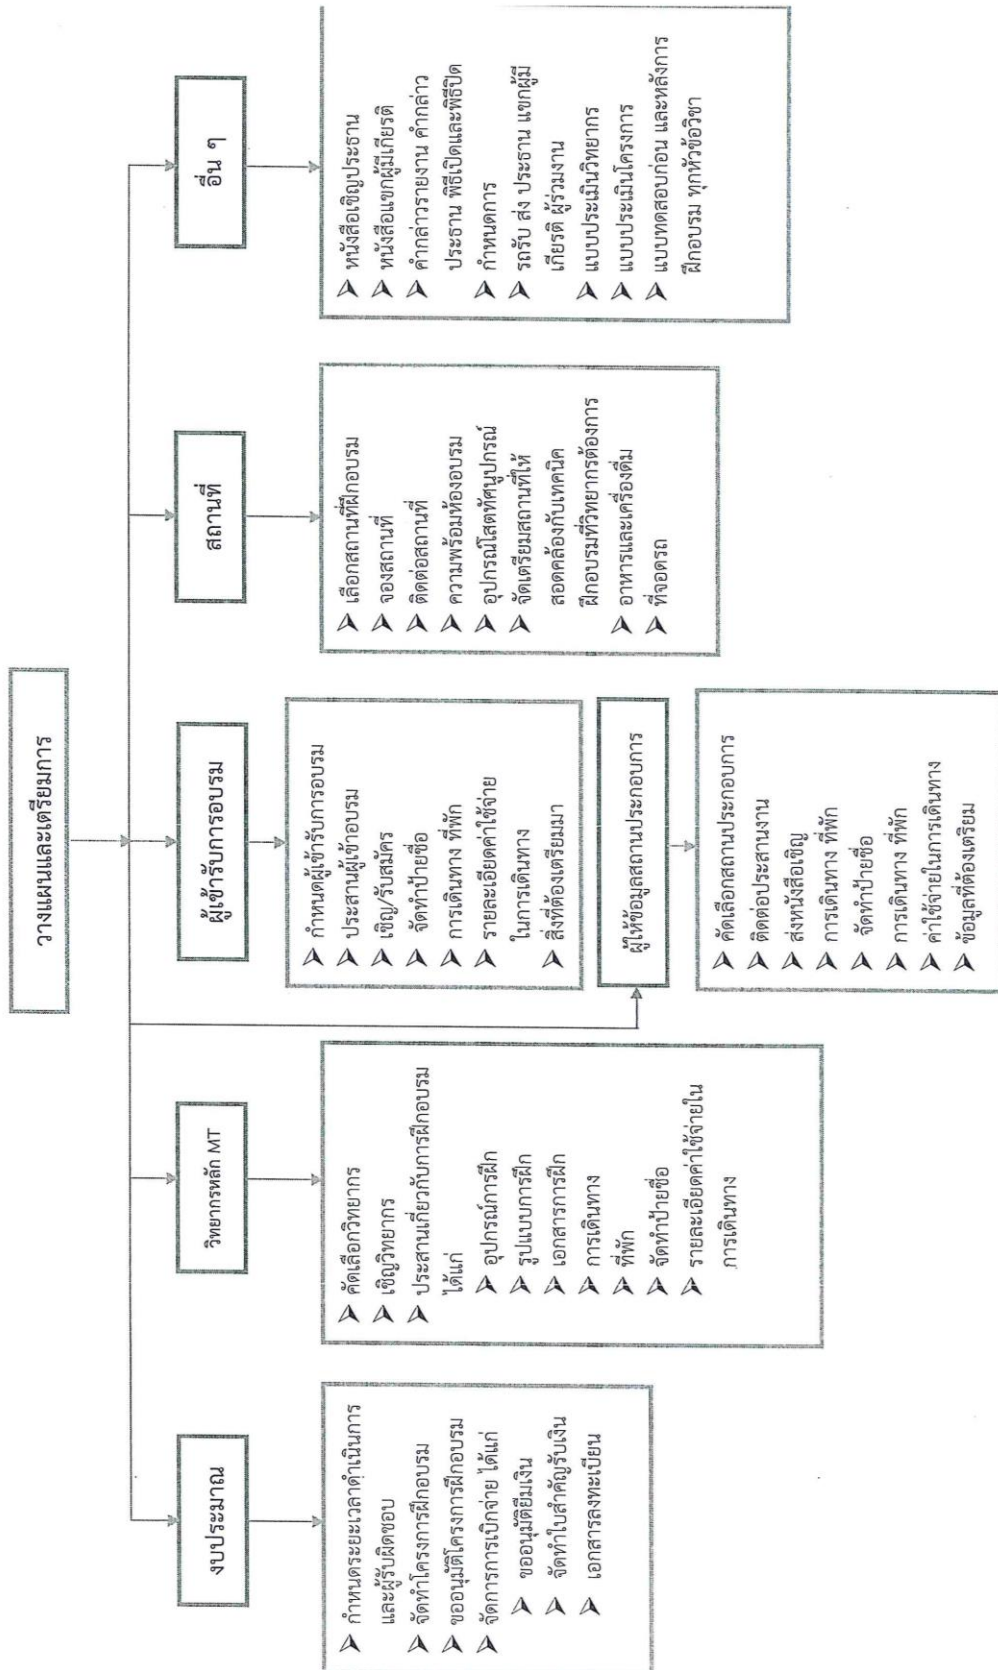 วางแผนและเตรียมการ
งบประมาณ
กำหนดระยะเวลาดำเนินการ
และผู้รับผิดชอบ
จัดทำโครงการฝึกอบรม
ขออนุมัติโครงการฝึกอบรม
จัดการการเบิกจ่าย ได้แก่
ขออนุมัติยืมเงิน
จัดทำใบสำคัญรับเงิน
เอกสารลงทะเบียน
วิทยากรหลัก MT
คัดเลือกวิทยากร
เชิญวิทยากร
ประสานเกี่ยวกับการฝึกอบรม
ได้แก่
อุปกรณ์การฝึก
รูปแบบการฝึก
เอกสารการฝึก
การเดินทาง
ที่พัก
จัดทำป้ายชื่อ
รายละเอียดค่าใช้จ่ายใน
การเดินทาง
ผู้เข้ารับการอบรม
กำหนดผู้เข้ารับการอบรม
ประสานผู้เข้าอบรม
เชิญ/รับสมัคร
จัดทำป้ายชื่อ
การเดินทาง ที่พัก
รายละเอียดค่าใช้จ่าย
ในการเดินทาง
สิ่งที่ต้องเตรียมมา
ผู้ให้ข้อมูลสถานประกอบการ
คัดเลือกสถานประกอบการ
ติดต่อประสานงาน
ส่งหนังสือเชิญ
การเดินทาง ที่พัก
จัดทำป้ายชื่อ
การเดินทาง ที่พัก
ค่าใช้จ่ายในการเดินทาง
ข้อมูลที่ต้องเตรียม
สถานที่
เลือกสถานที่ฝึกอบรม
จองสถานที่
ติดต่อสถานที่
ความพร้อมห้องอบรม
อุปกรณ์โสตทัศนูปกรณ์
จัดเตรียมสถานที่ให้
สอดคล้องกับเทคนิค
ฝึกอบรมที่วิทยากรต้องการ
อาหารและเครื่องดื่ม
ที่จอดรถ
อื่น ๆ
หนังสือเชิญประธาน
หนังสือแขกผู้มีเกียรติ
คำกล่าวรายงาน คำกล่าว
ประธาน พิธีเปิดและพิธีปิด
กำหนดการ
รถรับ ส่ง ประธาน แขกผู้มี
เกียรติ ผู้ร่วมงาน
แบบประเมินวิทยากร
แบบประเมินโครงการ
แบบทดสอบก่อน และหลังการ
ฝึกอบรม ทุกหัวข้อวิชา